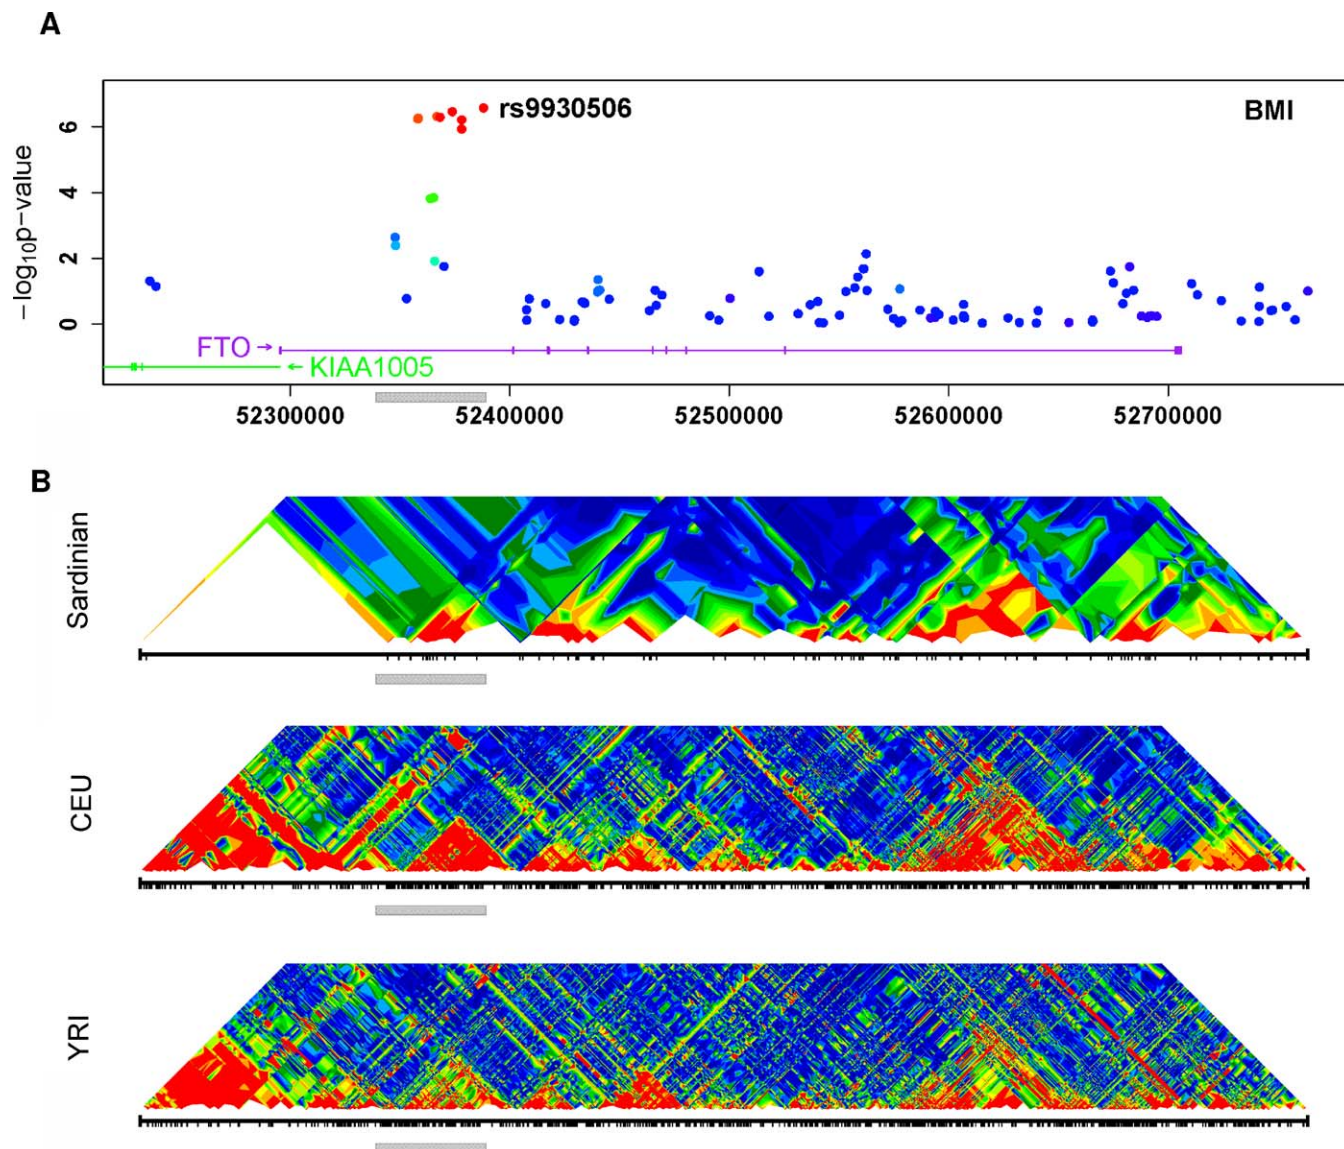 A
rs9930506
BMI
−log10p−value
6
4
2
0
FTO →
← KIAA1005
52300000 52400000 52500000 52600000 52700000
B
Sardinian
CEU
YRI